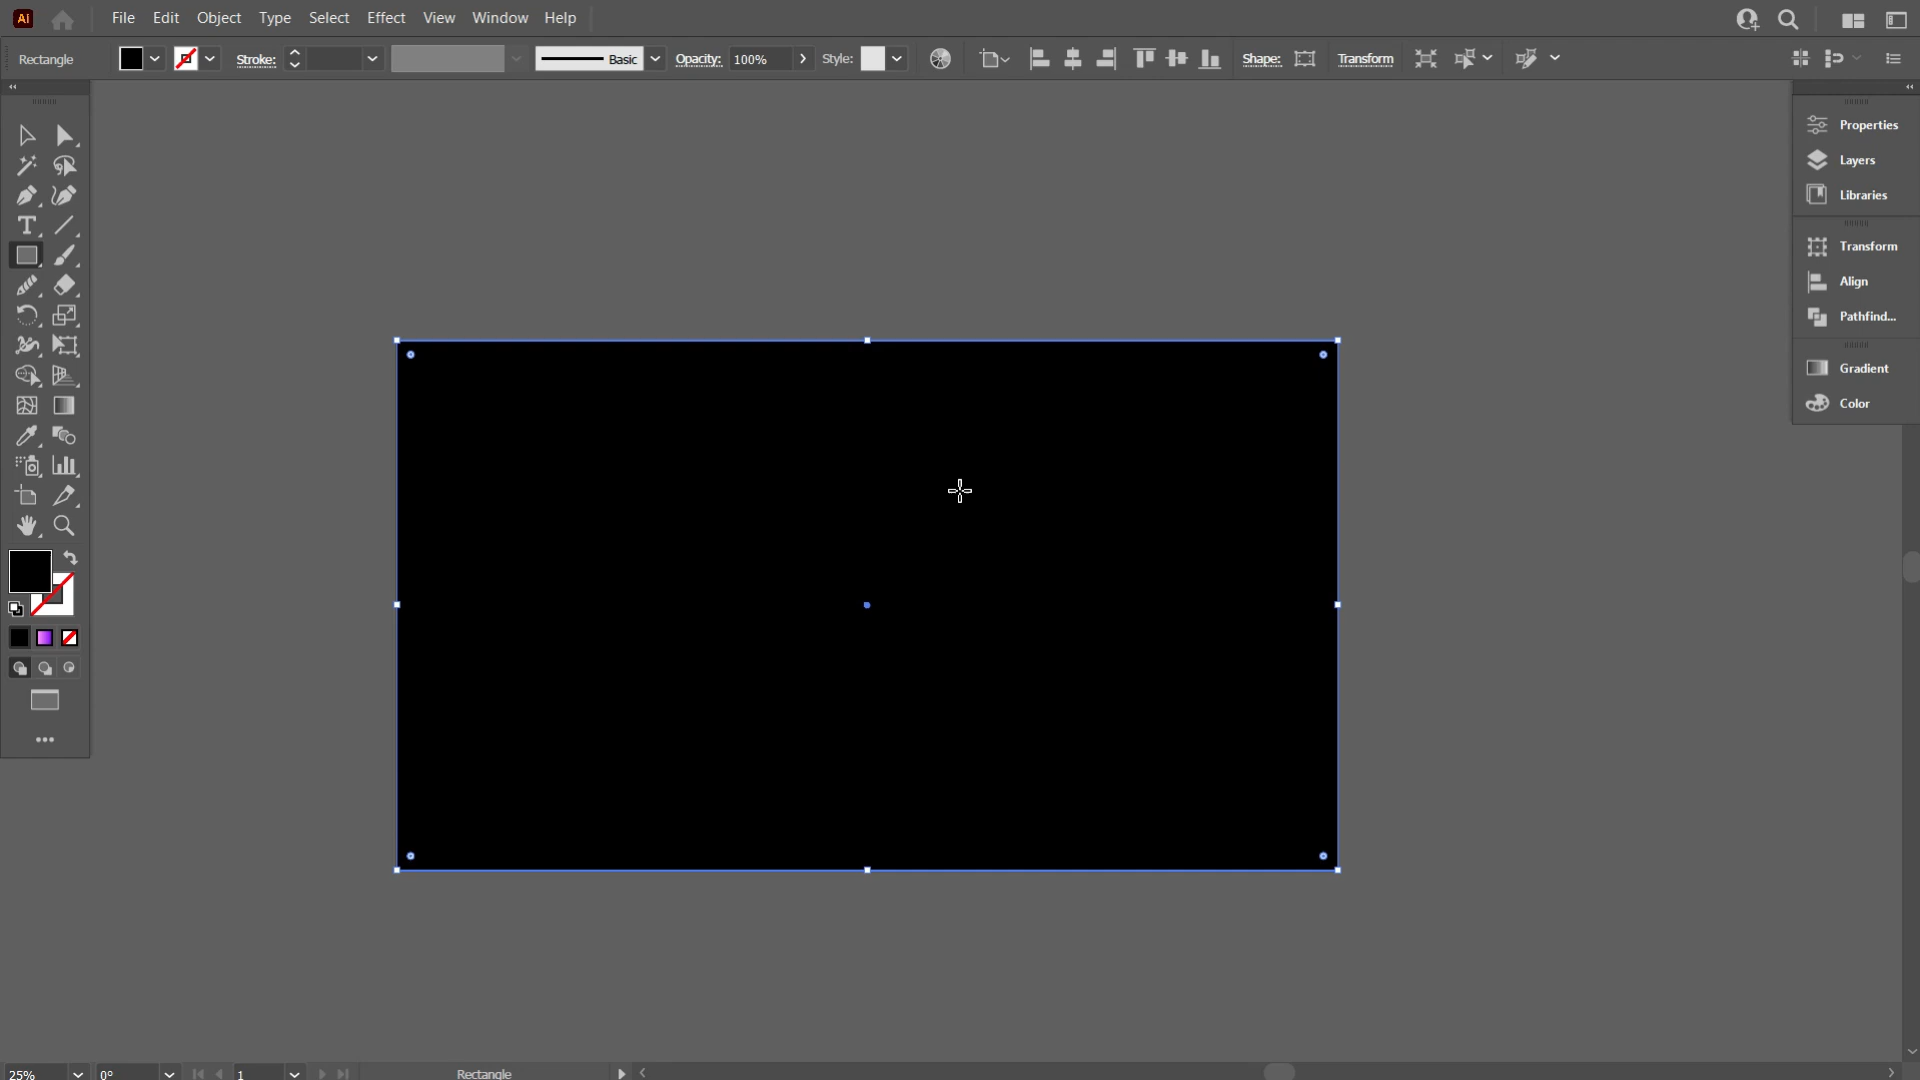 Ai
File Edit Object Type Select Effect View Window Help
Rectangle Stroke: Basic Opacity: 100% Style: Shape: Transform
Properties
Layers
Libraries
Transform
Align
Pathfind...
Gradient
Color
25% 0° 1 Rectangle